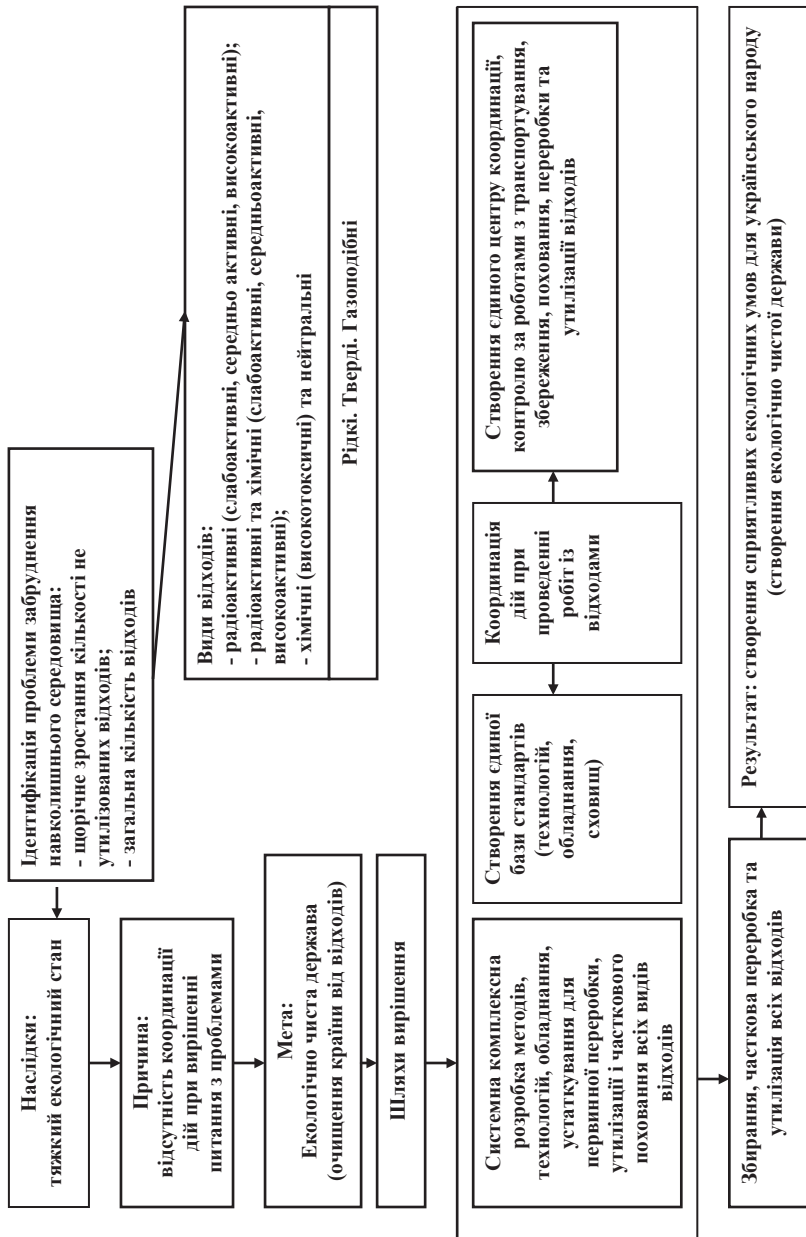 Ідентифікація проблеми забруднення
навколишнього середовища:
- щорічне зростання кількості не
утилізованих відходів;
- загальна кількість відходів
Види відходів:
- радіоактивні (слабоактивні, середньо активні, високоактивні);
- радіоактивні та хімічні (слабоактивні, середньоактивні,
високоактивні);
- хімічні (високотоксичні) та нейтральні
Рідкі. Тверді. Газоподібні
Наслідки:
тяжкий екологічний стан
Причина:
відсутність координації
дій при вирішенні
питання з проблемами
Мета:
Екологічно чиста держава
(очищення країни від відходів)
Шляхи вирішення
Системна комплексна
розробка методів,
технологій, обладнання,
устаткування для
первинної переробки,
утилізації і часткового
поховання всіх видів
відходів
Створення єдиної
бази стандартів
(технологій,
обладнання,
сховищ)
Координація
дій при
проведенні
робіт із
відходами
Створення єдиного центру координації,
контролю за роботами з транспортування,
збереження, поховання, переробки та
утилізації відходів
Збирання, часткова переробка та
утилізація всіх відходів
Результат: створення сприятливих екологічних умов для українського народу
(створення екологічно чистої держави)